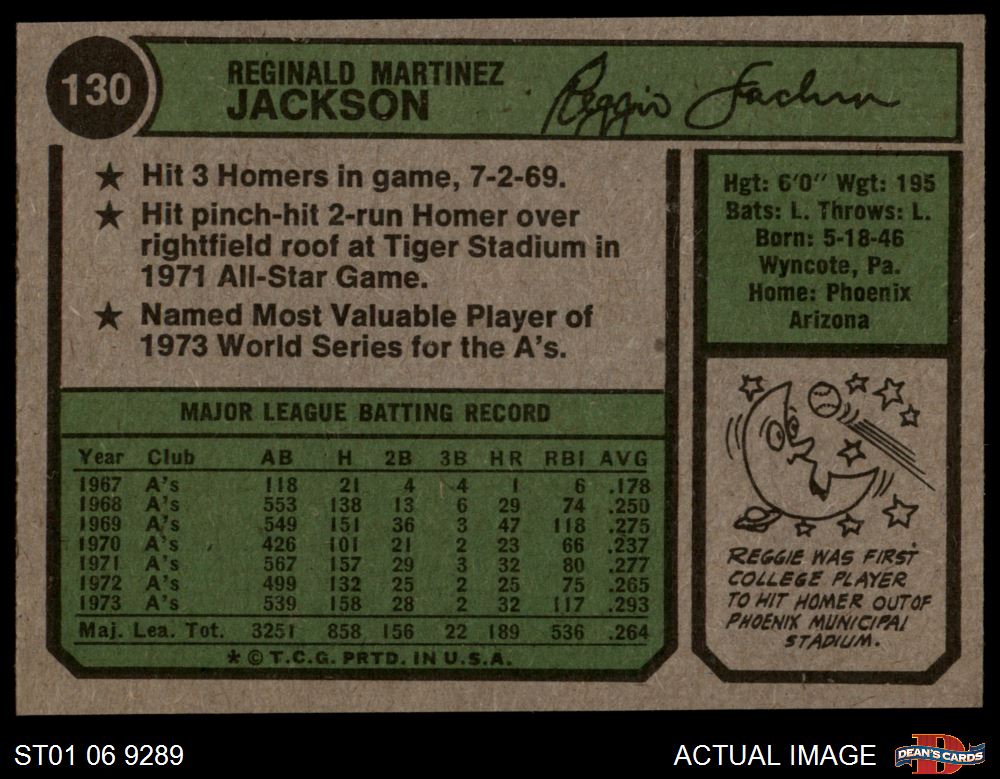 130
REGINALD MARTINEZ
JACKSON
Reggie Jackson
★ Hit 3 Homers in game, 7-2-69.
★ Hit pinch-hit 2-run Homer over
rightfield roof at Tiger Stadium in
1971 All-Star Game.
★ Named Most Valuable Player of
1973 World Series for the A's.
Hgt: 6'0" Wgt: 195
Bats: L. Throws: L.
Born: 5-18-46
Wyncote, Pa.
Home: Phoenix
Arizona
MAJOR LEAGUE BATTING RECORD
Year Club AB H 2B 3B HR RBI AVG
1967 A's 118 21 4 4 1 6 .178
1968 A's 553 138 13 6 29 74 .250
1969 A's 549 151 36 3 47 118 .275
1970 A's 426 101 21 2 23 66 .237
1971 A's 567 157 29 3 32 80 .277
1972 A's 499 132 25 2 25 75 .265
1973 A's 539 158 28 2 32 117 .293
Maj. Lea. Tot. 3251 858 156 22 189 536 .264
* © T.C.G. PRTD. IN U.S.A.
REGGIE WAS FIRST
COLLEGE PLAYER
TO HIT HOMER OUT OF
PHOENIX MUNICIPAL
STADIUM.
ST01 06 9289
ACTUAL IMAGE
D
DEAN'S CARDS